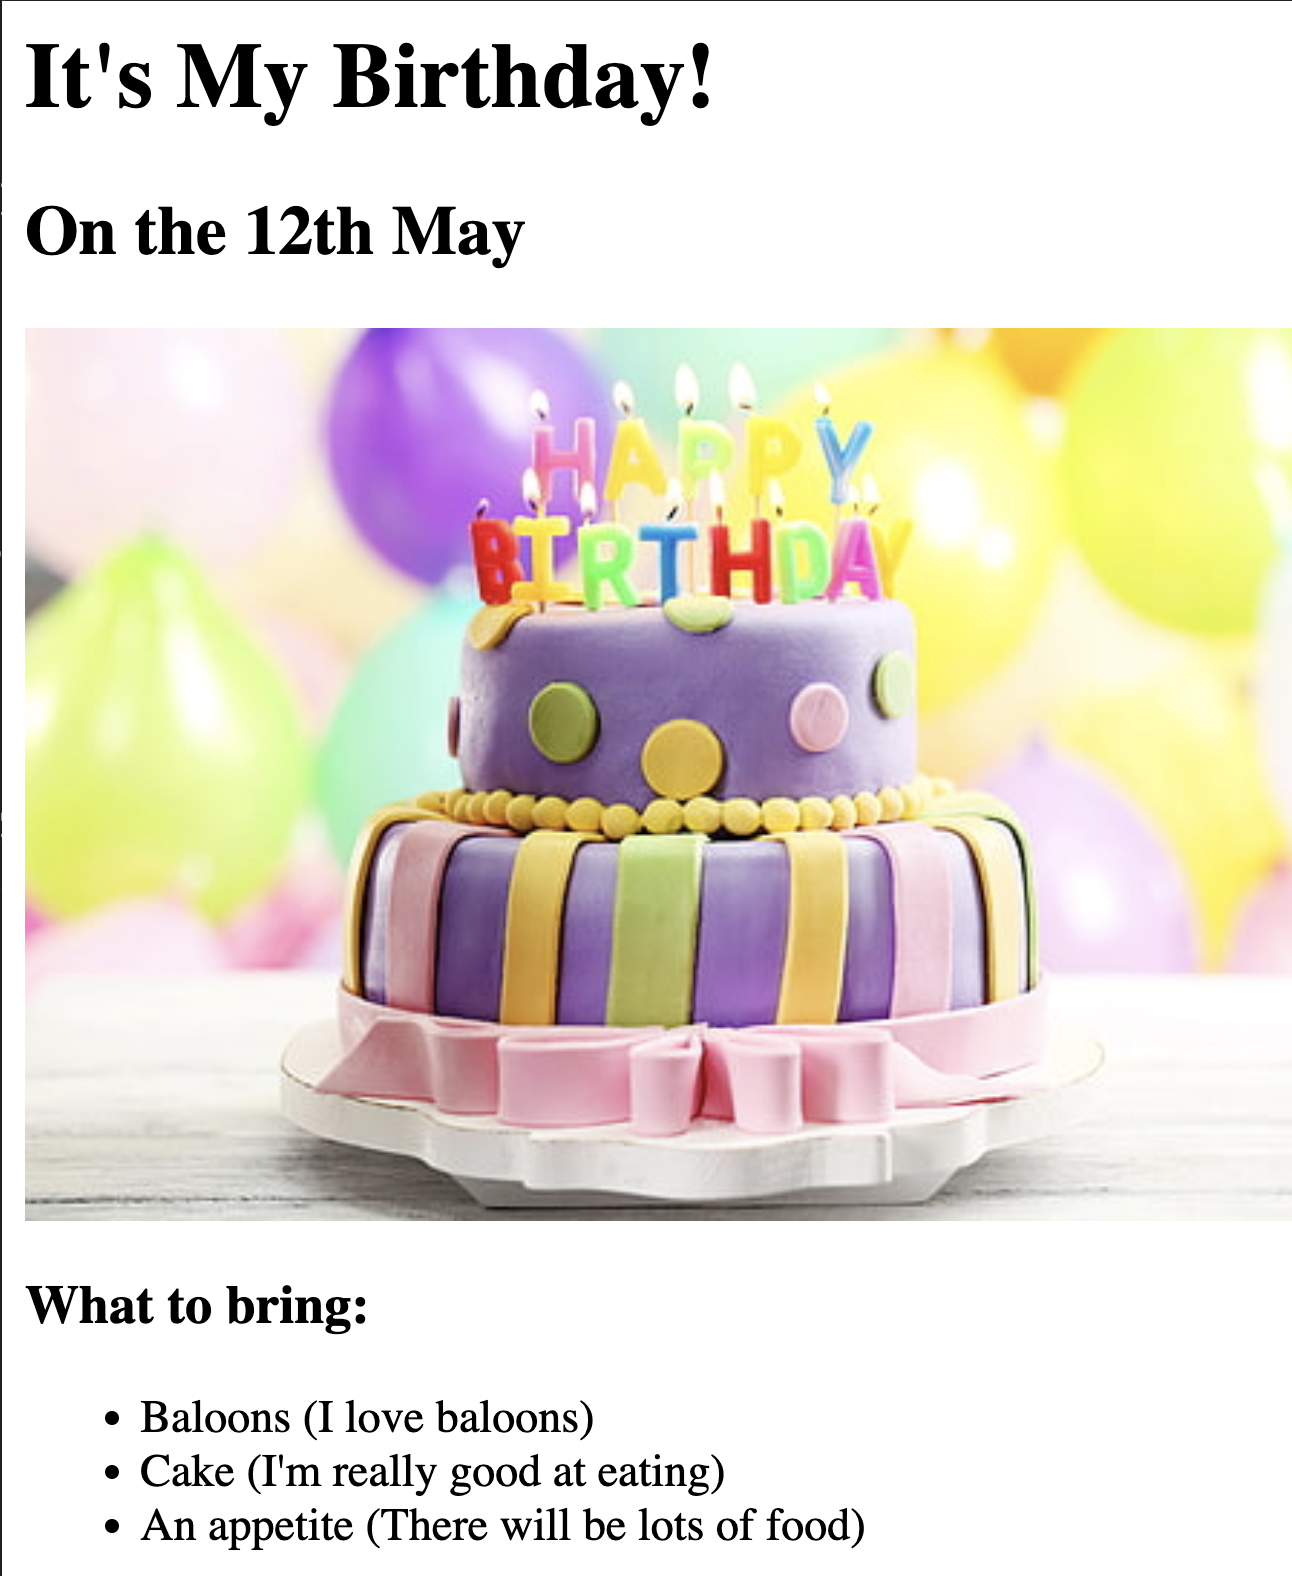 It's My Birthday!
On the 12th May
HAPPY
BIRTHDAY
What to bring:
Baloons (I love baloons)
Cake (I'm really good at eating)
An appetite (There will be lots of food)